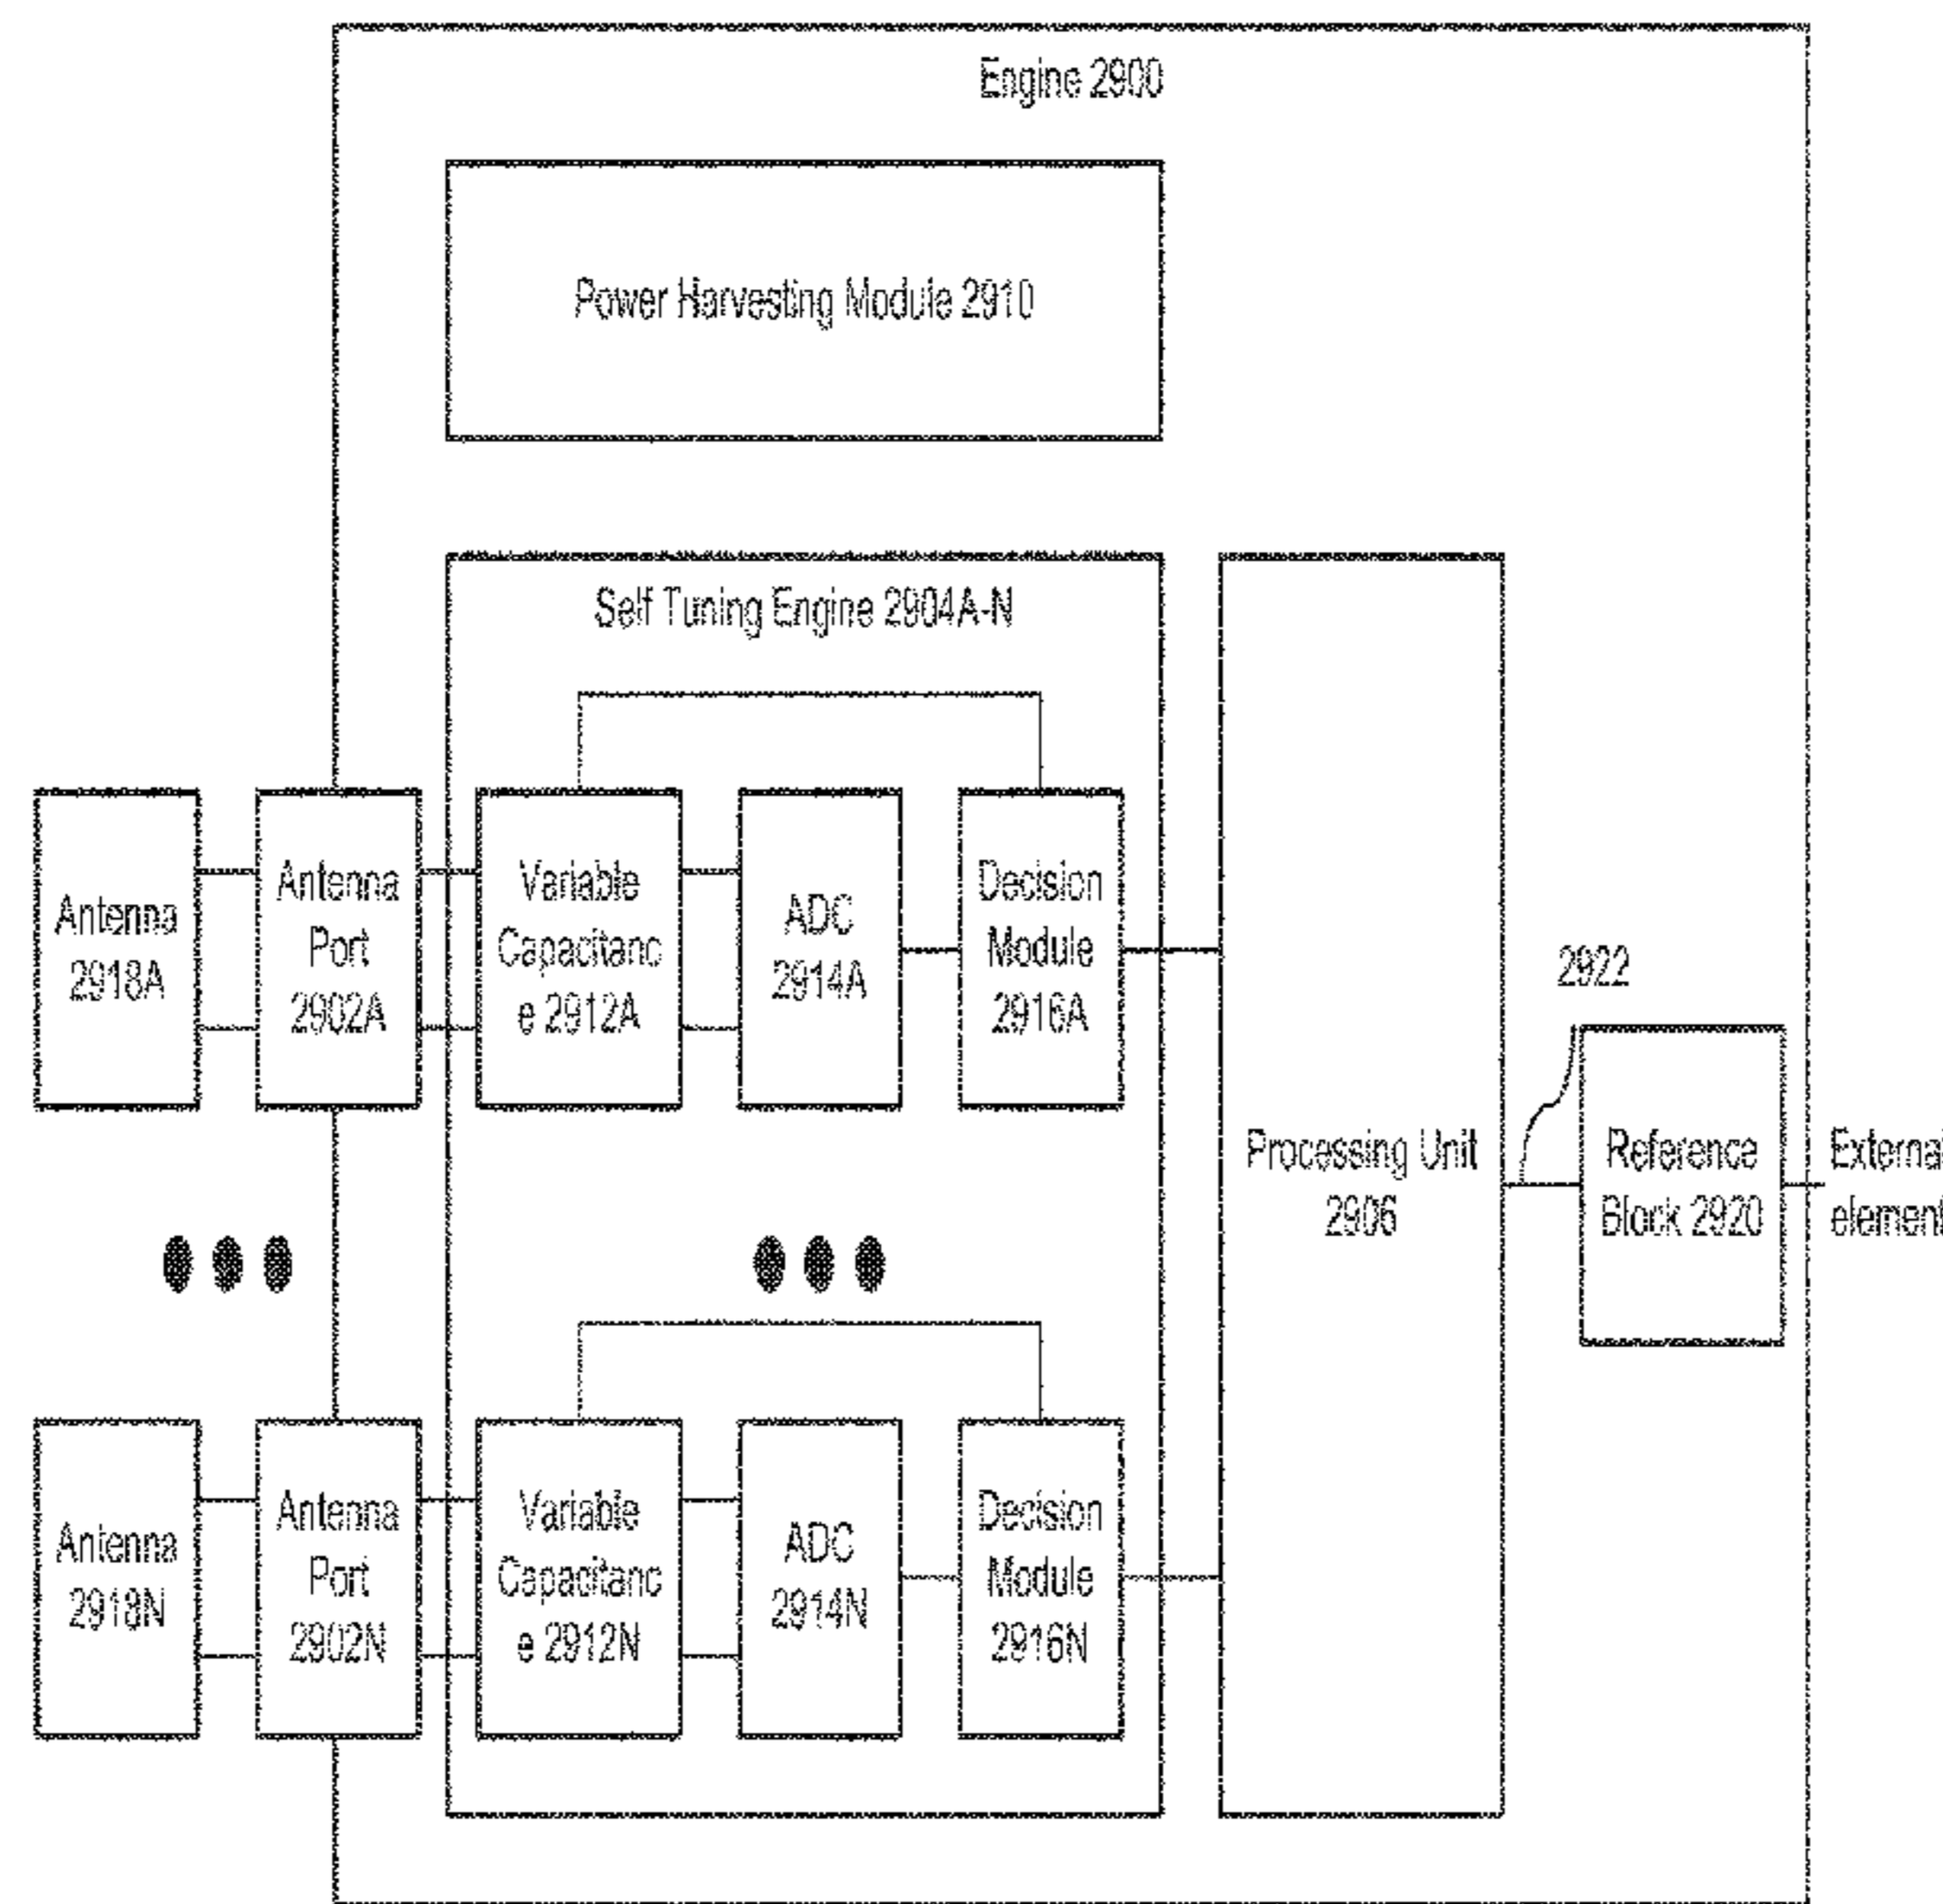 Engine 2900
Power Harvesting Module 2910
Self Tuning Engine 2904A-N
Antenna
2918A
Antenna
Port
2902A
Variable
Capacitanc
e 2912A
ADC
2914A
Decision
Module
2916A
Processing Unit
2906
2922
Reference
Block 2920
External
element
Antenna
2918N
Antenna
Port
2902N
Variable
Capacitanc
e 2912N
ADC
2914N
Decision
Module
2916N